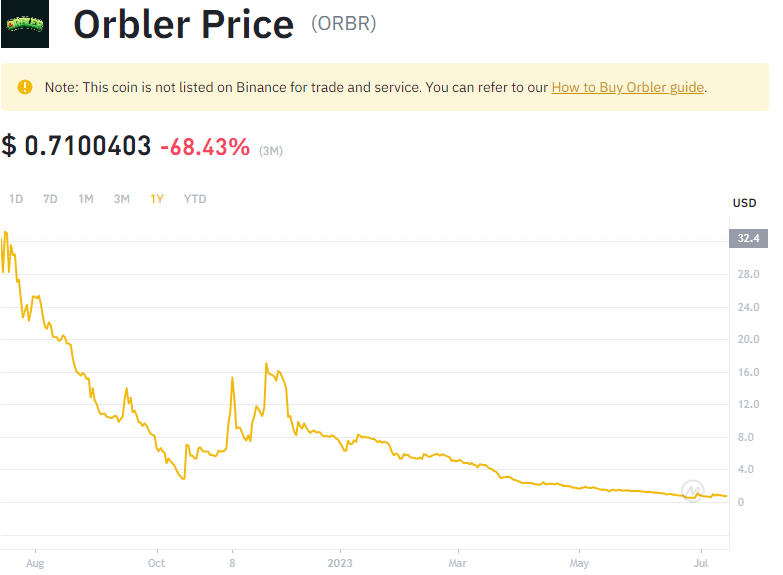 ORBLER
Orbler Price (ORBR)
Note: This coin is not listed on Binance for trade and service. You can refer to our How to Buy Orbler guide.
$ 0.7100403 -68.43% (3M)
1D 7D 1M 3M 1Y YTD
USD
32.4
28.0
24.0
20.0
16.0
12.0
8.0
4.0
0
Aug Oct 8 2023 Mar May Jul